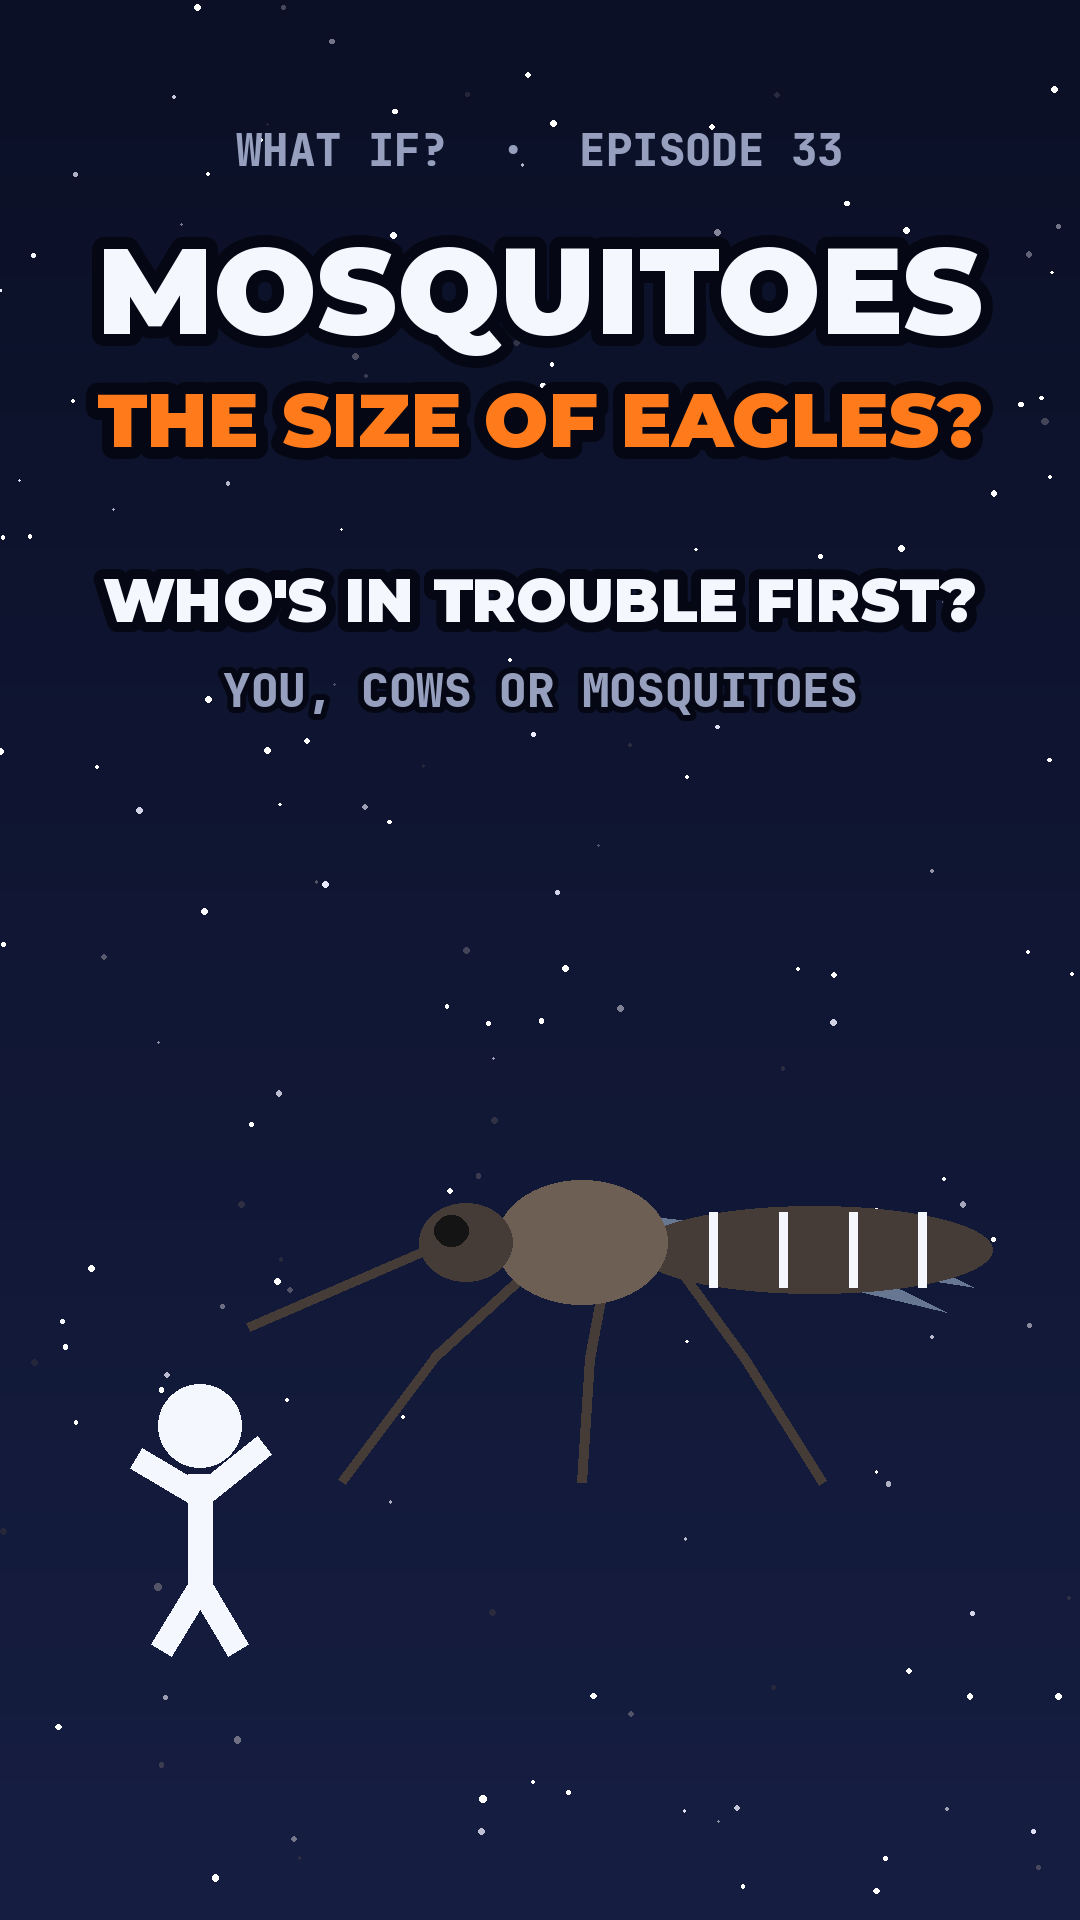 WHAT IF? • EPISODE 33
MOSQUITOES
THE SIZE OF EAGLES?
WHO'S IN TROUBLE FIRST?
YOU, COWS OR MOSQUITOES